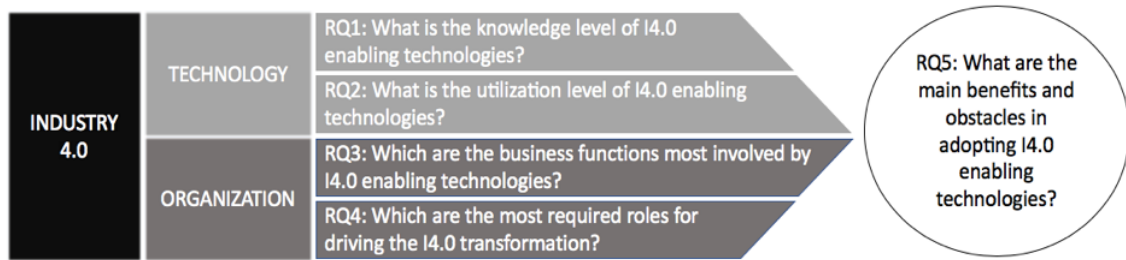 INDUSTRY
4.0
TECHNOLOGY
RQ1: What is the knowledge level of I4.0
enabling technologies?
RQ2: What is the utilization level of I4.0 enabling
technologies?
ORGANIZATION
RQ3: Which are the business functions most involved by
I4.0 enabling technologies?
RQ4: Which are the most required roles for
driving the I4.0 transformation?
RQ5: What are the
main benefits and
obstacles in
adopting I4.0
enabling
technologies?